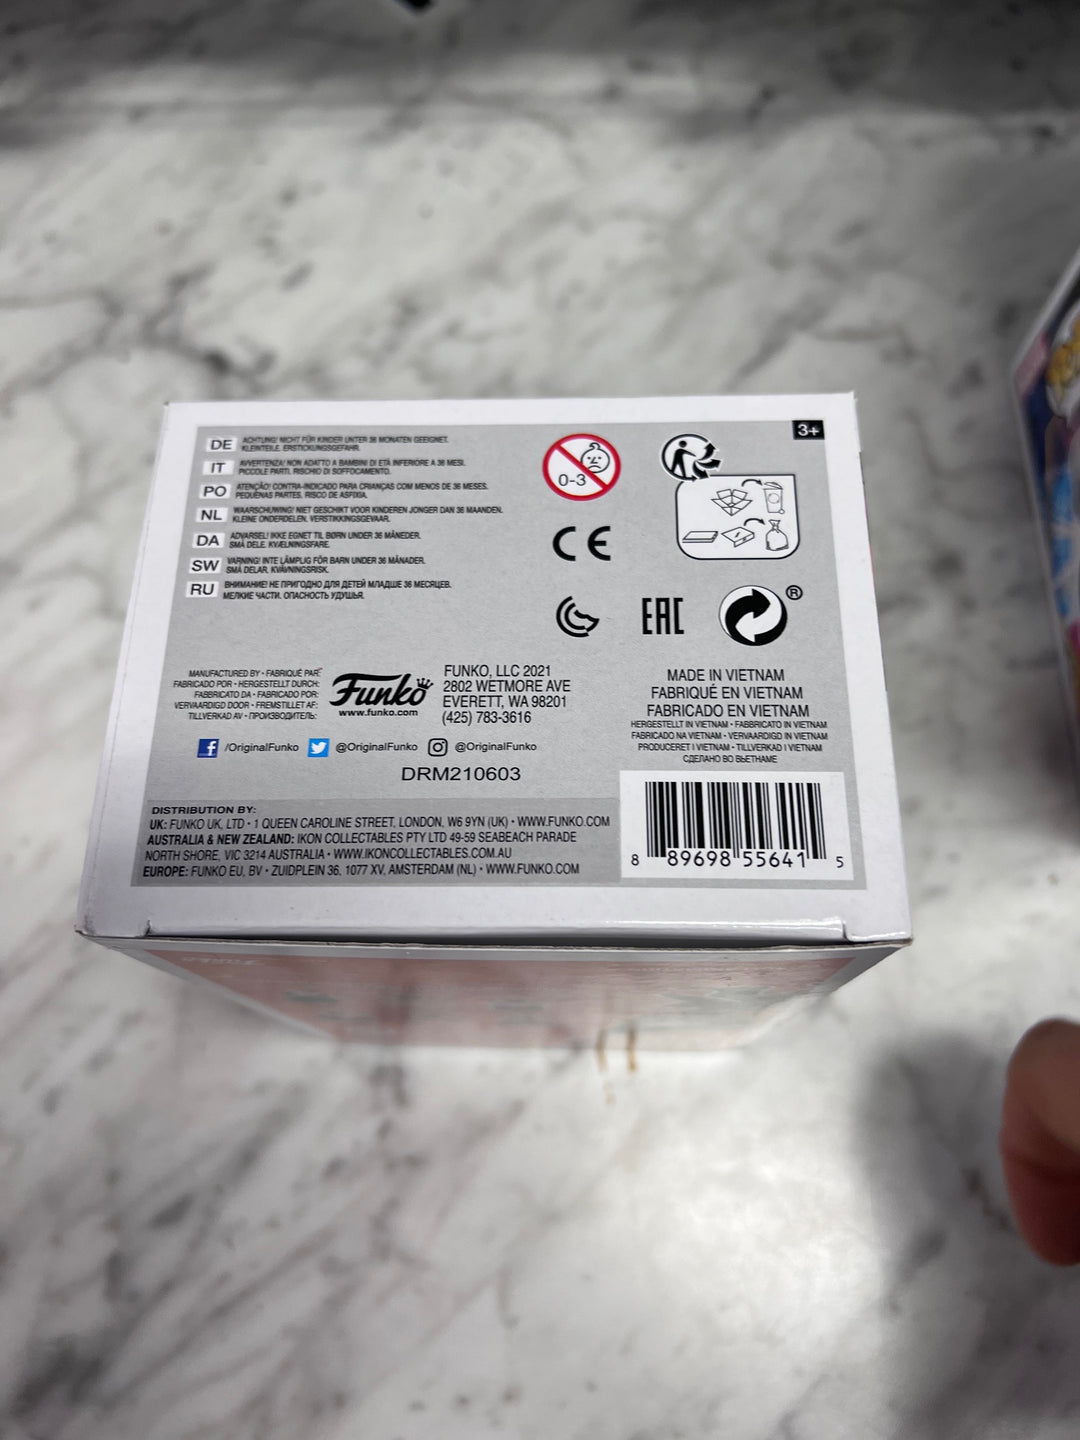 3+
DE ACHTUNG! NICHT FÜR KINDER UNTER 36 MONATEN GEEIGNET.
KLEINTEILE. ERSTICKUNGSGEFAHR.
IT AVVERTENZA! NON ADATTO A BAMBINI DI ETÀ INFERIORE A 36 MESI.
PICCOLE PARTI. RISCHIO DI SOFFOCAMENTO.
PO ATENÇÃO! CONTRA-INDICADO PARA CRIANÇAS COM MENOS DE 36 MESES.
PEQUENAS PARTES. RISCO DE ASFIXIA.
NL WAARSCHUWING! NIET GESCHIKT VOOR KINDEREN JONGER DAN 36 MAANDEN.
KLEINE ONDERDELEN. VERSTIKKINGSGEVAAR.
DA ADVARSEL! IKKE EGNET TIL BØRN UNDER 36 MÅNEDER.
SMÅ DELE. KVÆLNINGSFARE.
SW VARNING! INTE LÄMPLIG FÖR BARN UNDER 36 MÅNADER.
SMÅ DELAR. KVÄVNINGSRISK.
RU ВНИМАНИЕ! НЕ ПРИГОДНО ДЛЯ ДЕТЕЙ МЛАДШЕ 36 МЕСЯЦЕВ.
МЕЛКИЕ ЧАСТИ. ОПАСНОСТЬ УДУШЬЯ.
0-3
CE
EAC
®
MANUFACTURED BY • FABRIQUÉ PAR:
FABRICADO POR • HERGESTELLT DURCH:
FABBRICATO DA • FABRICADO POR:
VERVAARDIGD DOOR • FREMSTILLET AF:
TILLVERKAD AV • ПРОИЗВОДИТЕЛЬ:
Funko
www.funko.com
FUNKO, LLC 2021
2802 WETMORE AVE
EVERETT, WA 98201
(425) 783-3616
MADE IN VIETNAM
FABRIQUÉ EN VIETNAM
FABRICADO EN VIETNAM
HERGESTELLT IN VIETNAM • FABBRICATO IN VIETNAM
FABRICADO NA VIETNAM • VERVAARDIGD IN VIETNAM
PRODUCERET I VIETNAM • TILLVERKAD I VIETNAM
СДЕЛАНО ВО ВЬЕТНАМЕ
/OriginalFunko @OriginalFunko @OriginalFunko
DRM210603
DISTRIBUTION BY:
UK: FUNKO UK, LTD • 1 QUEEN CAROLINE STREET, LONDON, W6 9YN (UK) • WWW.FUNKO.COM
AUSTRALIA & NEW ZEALAND: IKON COLLECTABLES PTY LTD 49-59 SEABEACH PARADE
NORTH SHORE, VIC 3214 AUSTRALIA • WWW.IKONCOLLECTABLES.COM.AU
EUROPE: FUNKO EU, BV • ZUIDPLEIN 36, 1077 XV, AMSTERDAM (NL) • WWW.FUNKO.COM
8 89698 55641 5